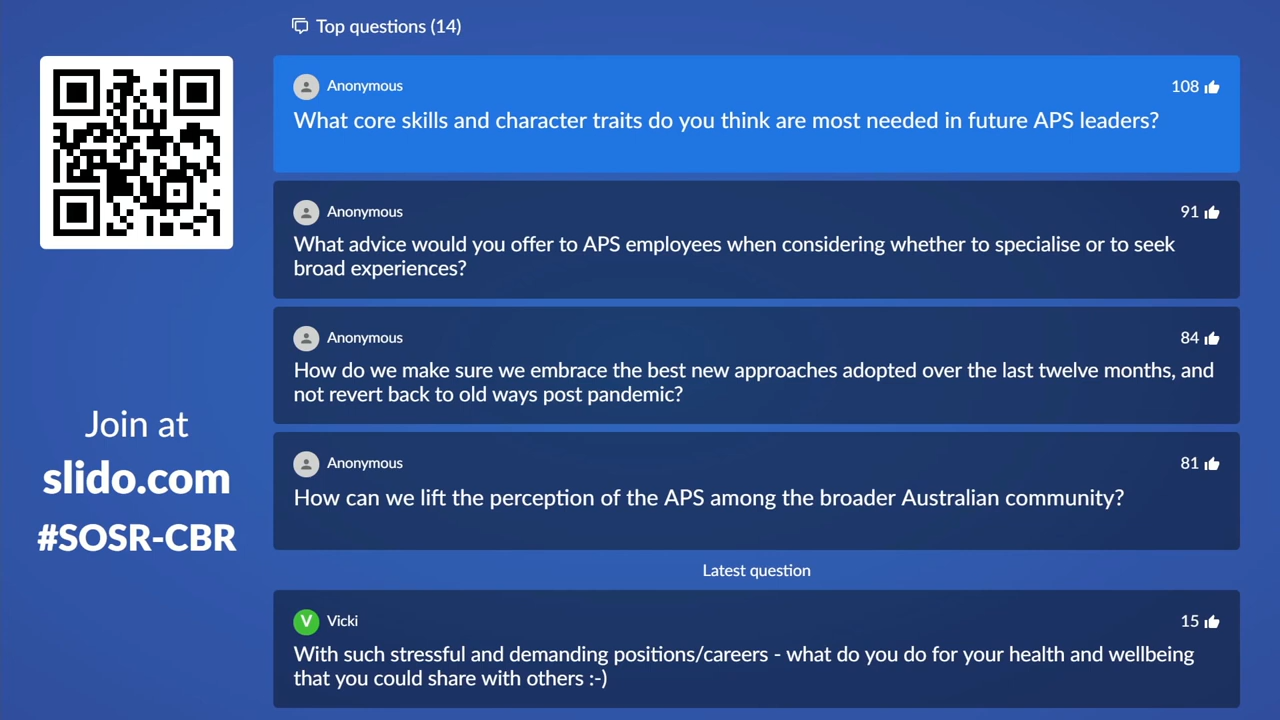 Top questions (14)
Anonymous
108
What core skills and character traits do you think are most needed in future APS leaders?
Anonymous
91
What advice would you offer to APS employees when considering whether to specialise or to seek
broad experiences?
Anonymous
84
How do we make sure we embrace the best new approaches adopted over the last twelve months, and
not revert back to old ways post pandemic?
Anonymous
81
How can we lift the perception of the APS among the broader Australian community?
Latest question
V Vicki
15
With such stressful and demanding positions/careers - what do you do for your health and wellbeing
that you could share with others :-)
Join at
slido.com
#SOSR-CBR